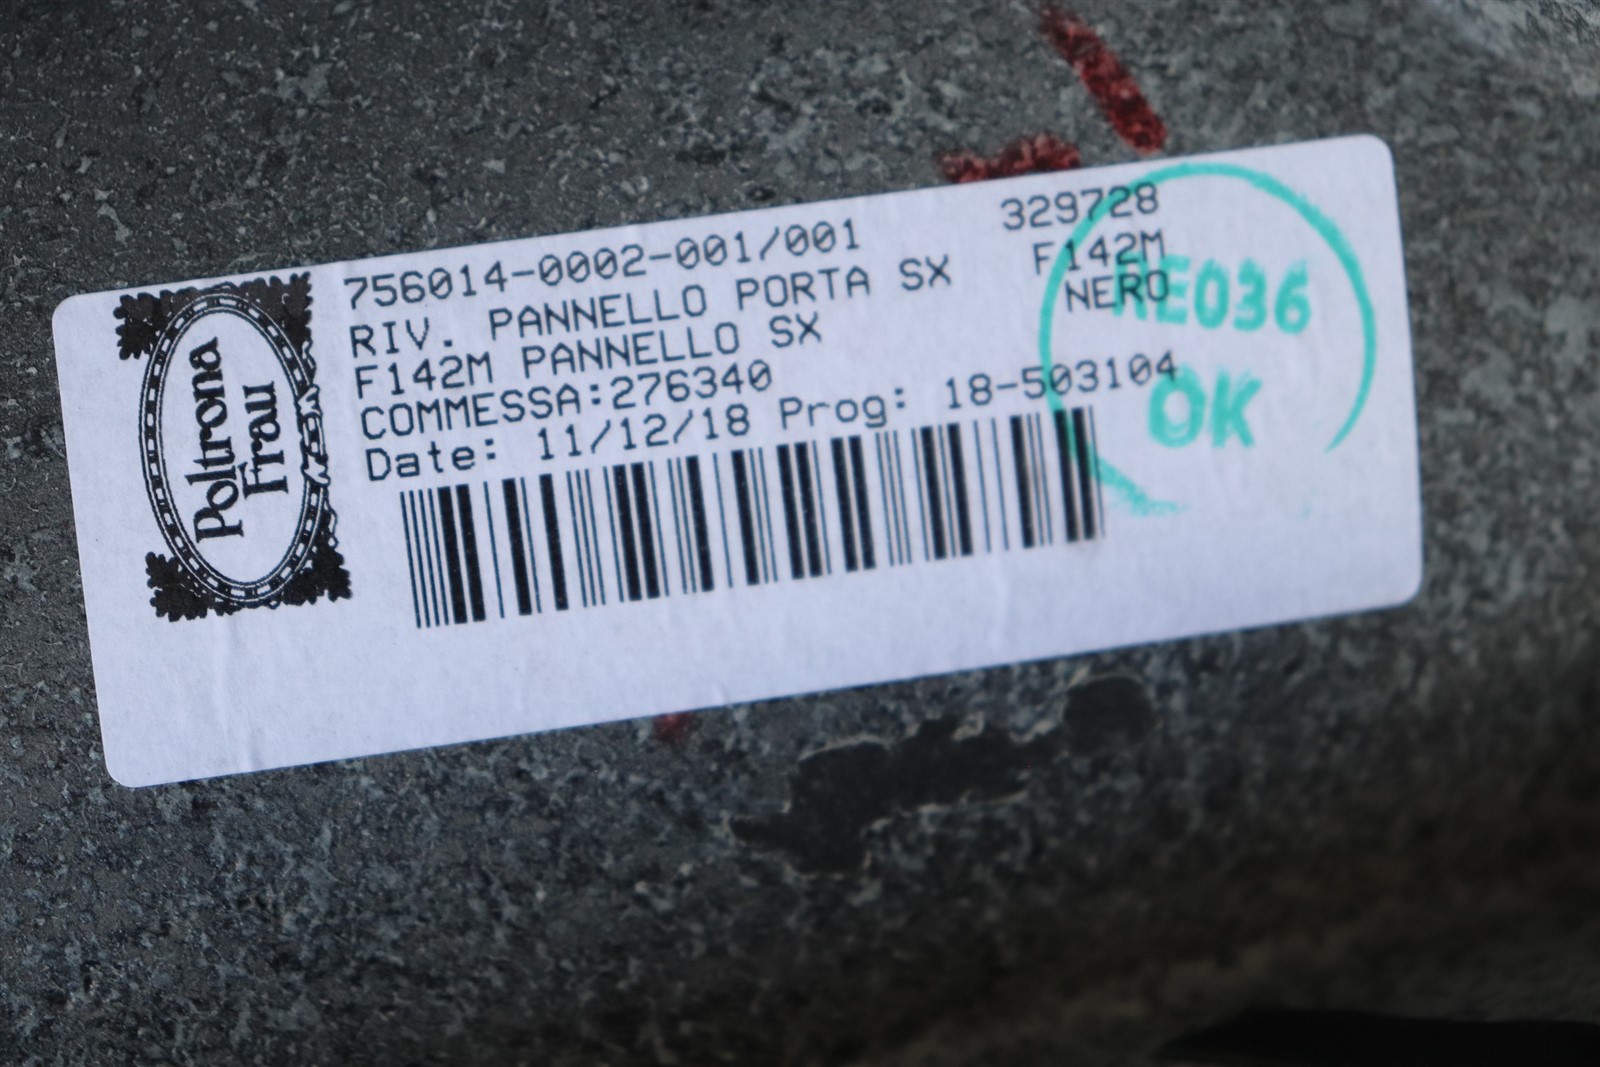 Poltrona
Frau
756014-0002-001/001 329728
RIV. PANNELLO PORTA SX F142M
F142M PANNELLO SX NERO
COMMESSA:276340
Date: 11/12/18 Prog: 18-503104
OK